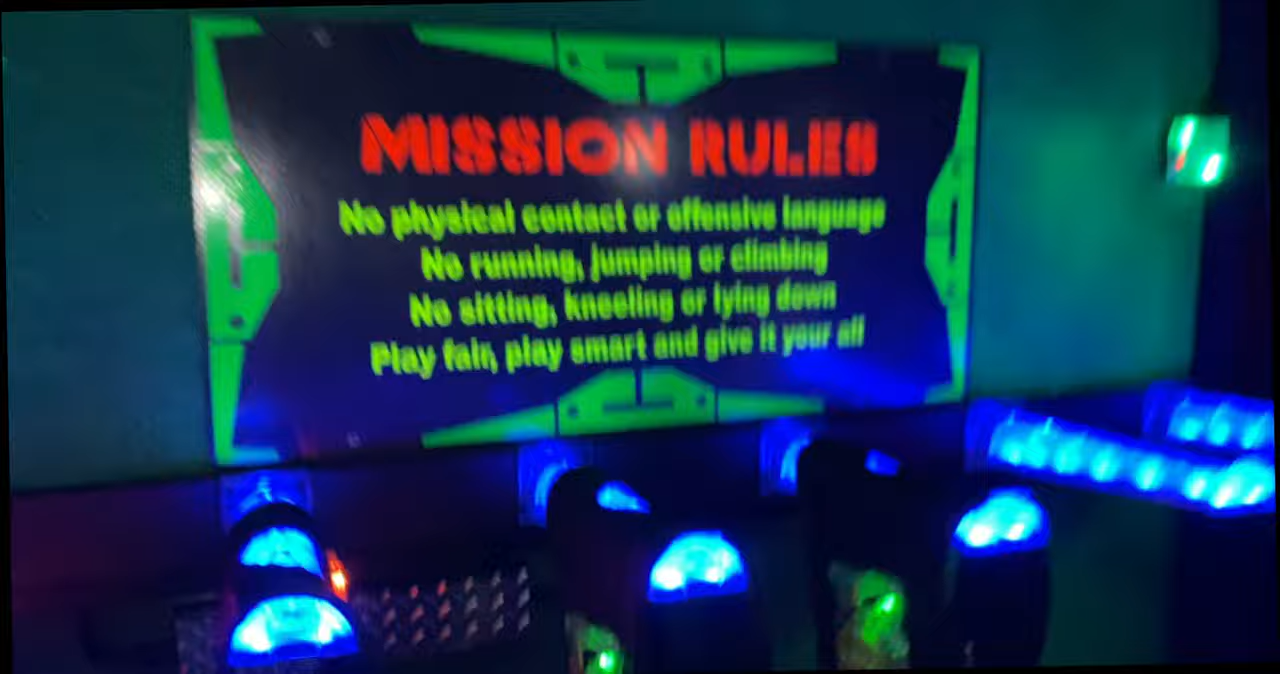 MISSION RULES
No physical contact or offensive language
No running, jumping or climbing
No sitting, kneeling or lying down
Play fair, play smart and give it your all